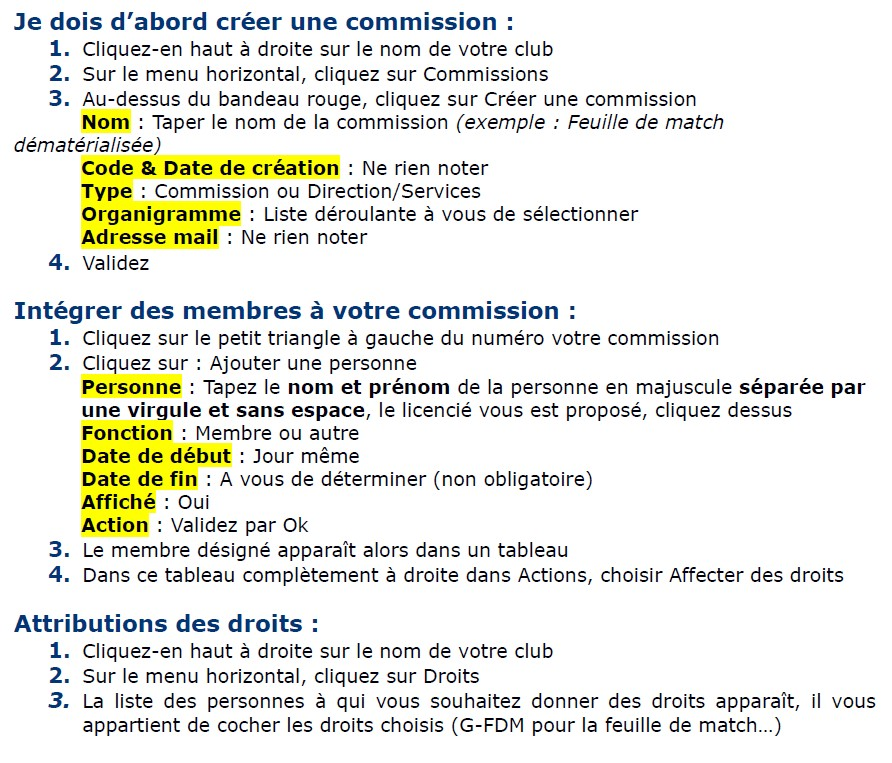 Je dois d’abord créer une commission :
1. Cliquez-en haut à droite sur le nom de votre club
2. Sur le menu horizontal, cliquez sur Commissions
3. Au-dessus du bandeau rouge, cliquez sur Créer une commission
Nom : Taper le nom de la commission (exemple : Feuille de match
dématérialisée)
Code & Date de création : Ne rien noter
Type : Commission ou Direction/Services
Organigramme : Liste déroulante à vous de sélectionner
Adresse mail : Ne rien noter
4. Validez
Intégrer des membres à votre commission :
1. Cliquez sur le petit triangle à gauche du numéro votre commission
2. Cliquez sur : Ajouter une personne
Personne : Tapez le nom et prénom de la personne en majuscule séparée par
une virgule et sans espace, le licencié vous est proposé, cliquez dessus
Fonction : Membre ou autre
Date de début : Jour même
Date de fin : A vous de déterminer (non obligatoire)
Affiché : Oui
Action : Validez par Ok
3. Le membre désigné apparaît alors dans un tableau
4. Dans ce tableau complètement à droite dans Actions, choisir Affecter des droits
Attributions des droits :
1. Cliquez-en haut à droite sur le nom de votre club
2. Sur le menu horizontal, cliquez sur Droits
3. La liste des personnes à qui vous souhaitez donner des droits apparaît, il vous
appartient de cocher les droits choisis (G-FDM pour la feuille de match…)